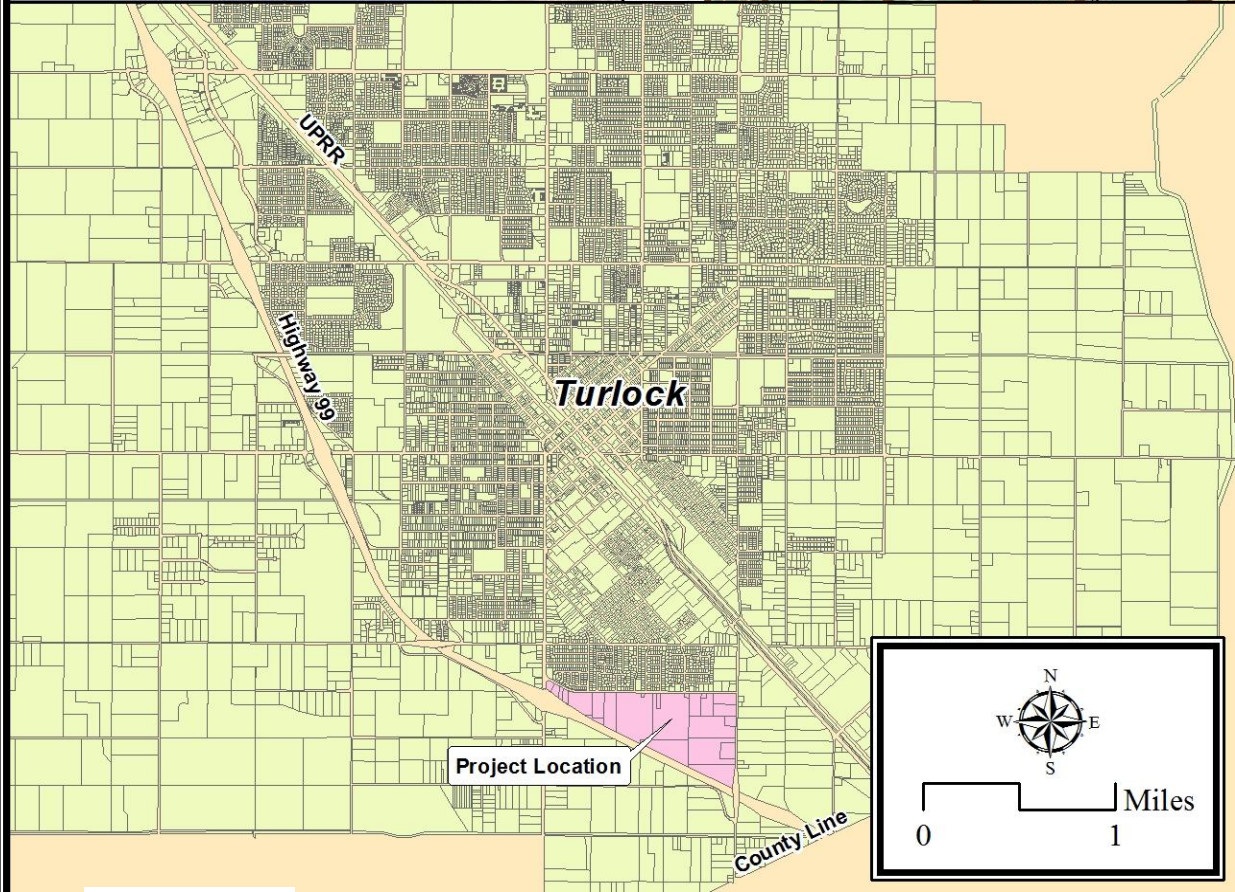 UPRR
Highway 99
Turlock
Project Location
County Line
N
W E
S
Miles
0 1